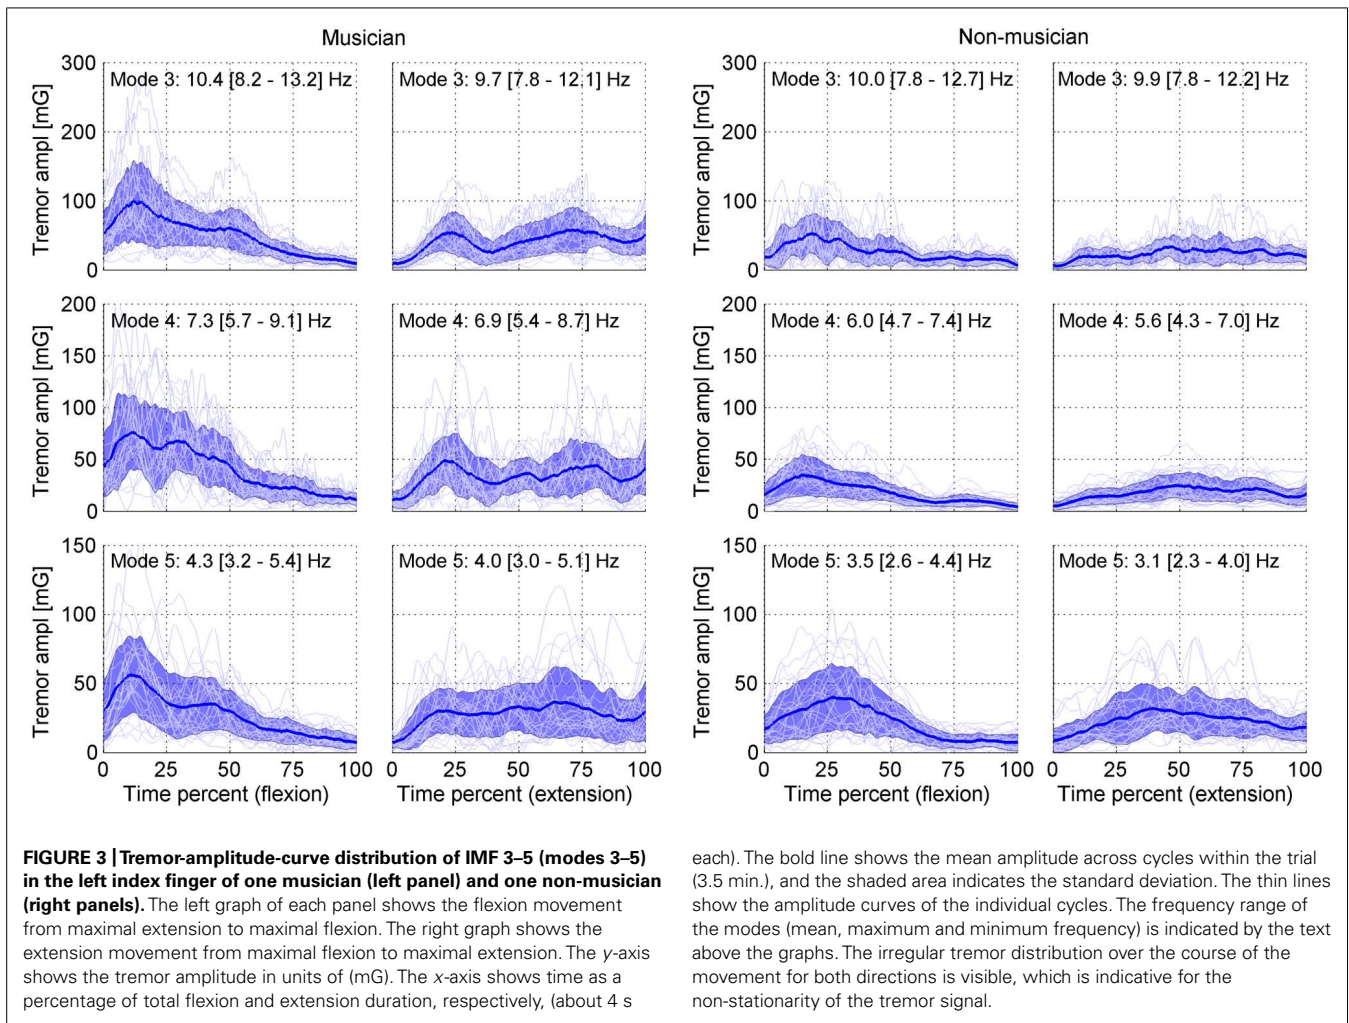 Musician
Non-musician
Mode 3: 10.4 [8.2 - 13.2] Hz
Mode 3: 9.7 [7.8 - 12.1] Hz
Mode 3: 10.0 [7.8 - 12.7] Hz
Mode 3: 9.9 [7.8 - 12.2] Hz
Tremor ampl [mG]
300
200
100
0
Tremor ampl [mG]
300
200
100
0
Mode 4: 7.3 [5.7 - 9.1] Hz
Mode 4: 6.9 [5.4 - 8.7] Hz
Mode 4: 6.0 [4.7 - 7.4] Hz
Mode 4: 5.6 [4.3 - 7.0] Hz
Tremor ampl [mG]
200
150
100
50
0
Tremor ampl [mG]
200
150
100
50
0
Mode 5: 4.3 [3.2 - 5.4] Hz
Mode 5: 4.0 [3.0 - 5.1] Hz
Mode 5: 3.5 [2.6 - 4.4] Hz
Mode 5: 3.1 [2.3 - 4.0] Hz
Tremor ampl [mG]
150
100
50
0
Tremor ampl [mG]
150
100
50
0
0 25 50 75 100
0 25 50 75 100
0 25 50 75 100
0 25 50 75 100
Time percent (flexion)
Time percent (extension)
Time percent (flexion)
Time percent (extension)
FIGURE 3 | Tremor-amplitude-curve distribution of IMF 3–5 (modes 3–5)
in the left index finger of one musician (left panel) and one non-musician
(right panels). The left graph of each panel shows the flexion movement
from maximal extension to maximal flexion. The right graph shows the
extension movement from maximal flexion to maximal extension. The y-axis
shows the tremor amplitude in units of (mG). The x-axis shows time as a
percentage of total flexion and extension duration, respectively, (about 4 s
each). The bold line shows the mean amplitude across cycles within the trial
(3.5 min.), and the shaded area indicates the standard deviation. The thin lines
show the amplitude curves of the individual cycles. The frequency range of
the modes (mean, maximum and minimum frequency) is indicated by the text
above the graphs. The irregular tremor distribution over the course of the
movement for both directions is visible, which is indicative for the
non-stationarity of the tremor signal.